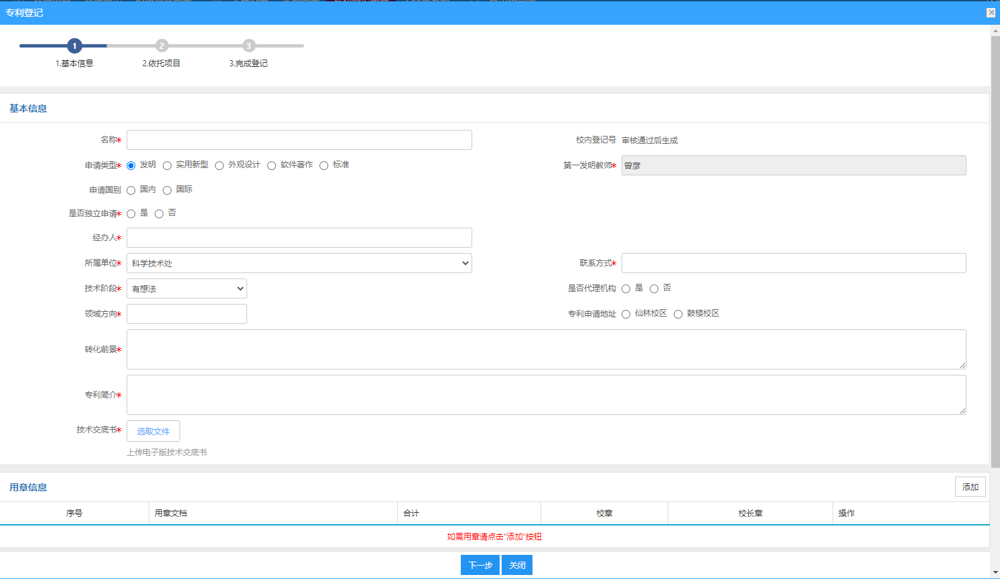 专利登记
1 2 3
1.基本信息 2.依托项目 3.完成登记
基本信息
名称* 校内登记号 审核通过后生成
申请类型* 发明 实用新型 外观设计 软件著作 标准 第一发明教师* 曾彦
申请国别 国内 国际
是否独立申请* 是 否
经办人*
所属单位* 科学技术处 联系方式*
技术阶段* 有想法 是否代理机构 是 否
领域方向* 专利申请地址 仙林校区 鼓楼校区
转化前景*
专利简介*
技术交底书* 选取文件
上传电子版技术交底书
用章信息 添加
序号 用章文档 合计 校章 校长章 操作
如需用章请点击"添加"按钮
下一步 关闭